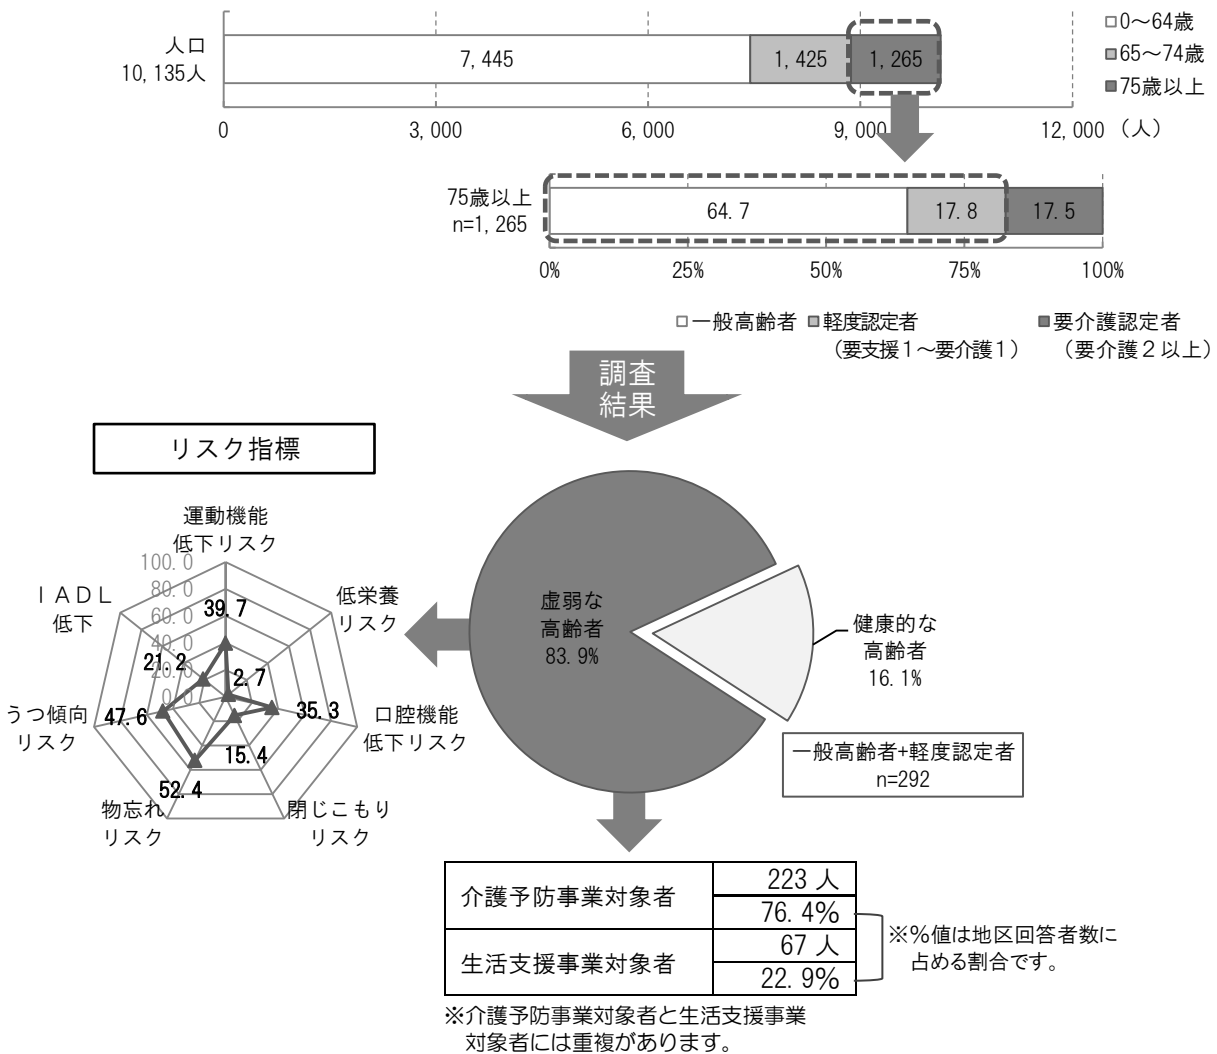 人口
10,135人
7,445
1,425
1,265
0～64歳
65～74歳
75歳以上
0
3,000
6,000
9,000
12,000
（人）
75歳以上
n=1,265
64.7
17.8
17.5
0%
25%
50%
75%
100%
一般高齢者
軽度認定者
（要支援１～要介護１）
要介護認定者
（要介護２以上）
調査
結果
リスク指標
運動機能
低下リスク
低栄養
リスク
口腔機能
低下リスク
閉じこもり
リスク
物忘れ
リスク
うつ傾向
リスク
ＩＡＤＬ
低下
100.0
80.0
60.0
40.0
20.0
0.0
39.7
2.7
35.3
15.4
52.4
47.6
21.2
虚弱な
高齢者
83.9%
健康的な
高齢者
16.1%
一般高齢者+軽度認定者
n=292
介護予防事業対象者
223 人
76.4%
生活支援事業対象者
67 人
22.9%
※％値は地区回答者数に
占める割合です。
※介護予防事業対象者と生活支援事業
対象者には重複があります。